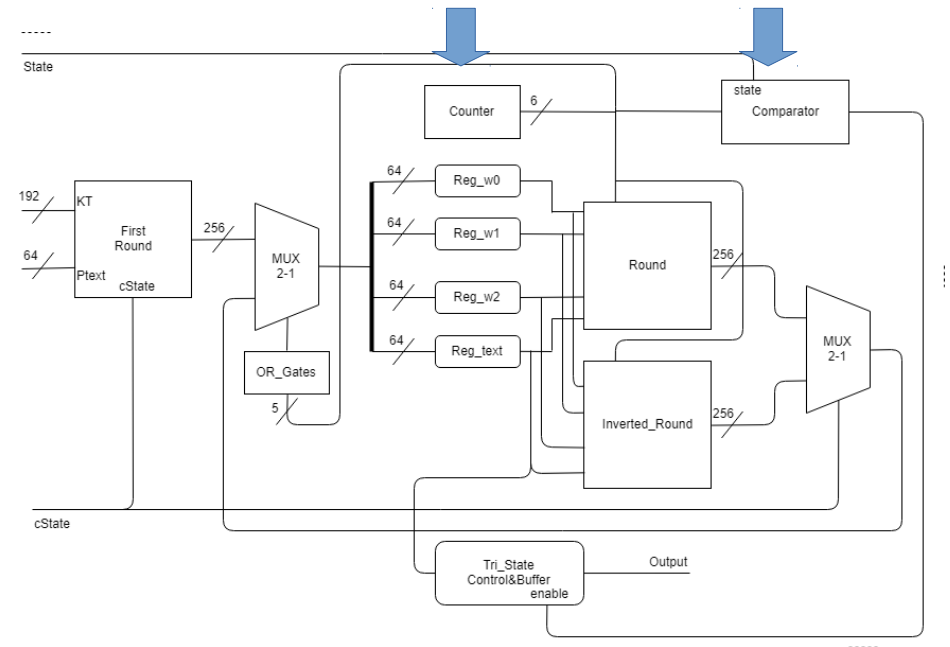 State
Counter
6
state
Comparator
192
KT
64
Ptext
First
Round
cState
256
MUX
2-1
OR_Gates
5
64
Reg_w0
64
Reg_w1
64
Reg_w2
64
Reg_text
Round
256
Inverted_Round
256
MUX
2-1
cState
Tri_State
Control&Buffer
enable
Output